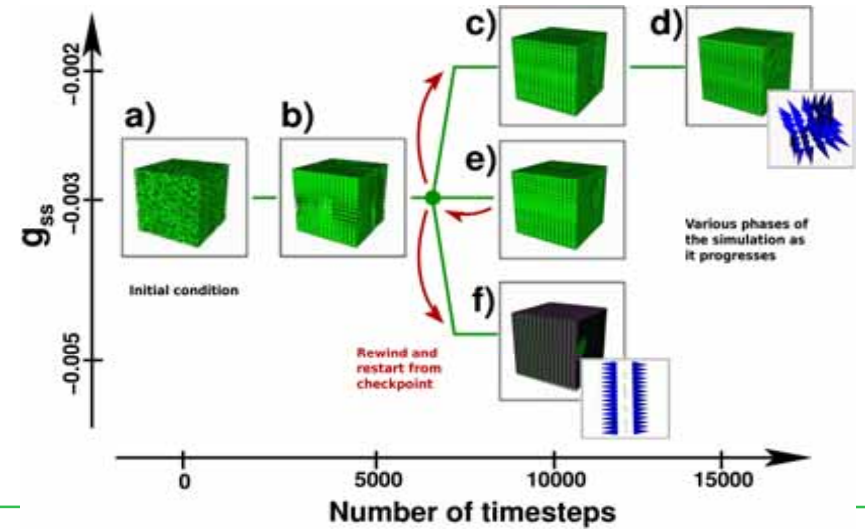 c)
d)
−0.002
a)
b)
e)
−0.003
g_ss
Various phases of
the simulation as
it progresses
Initial condition
f)
Rewind and
restart from
checkpoint
−0.005
0
5000
10000
15000
Number of timesteps